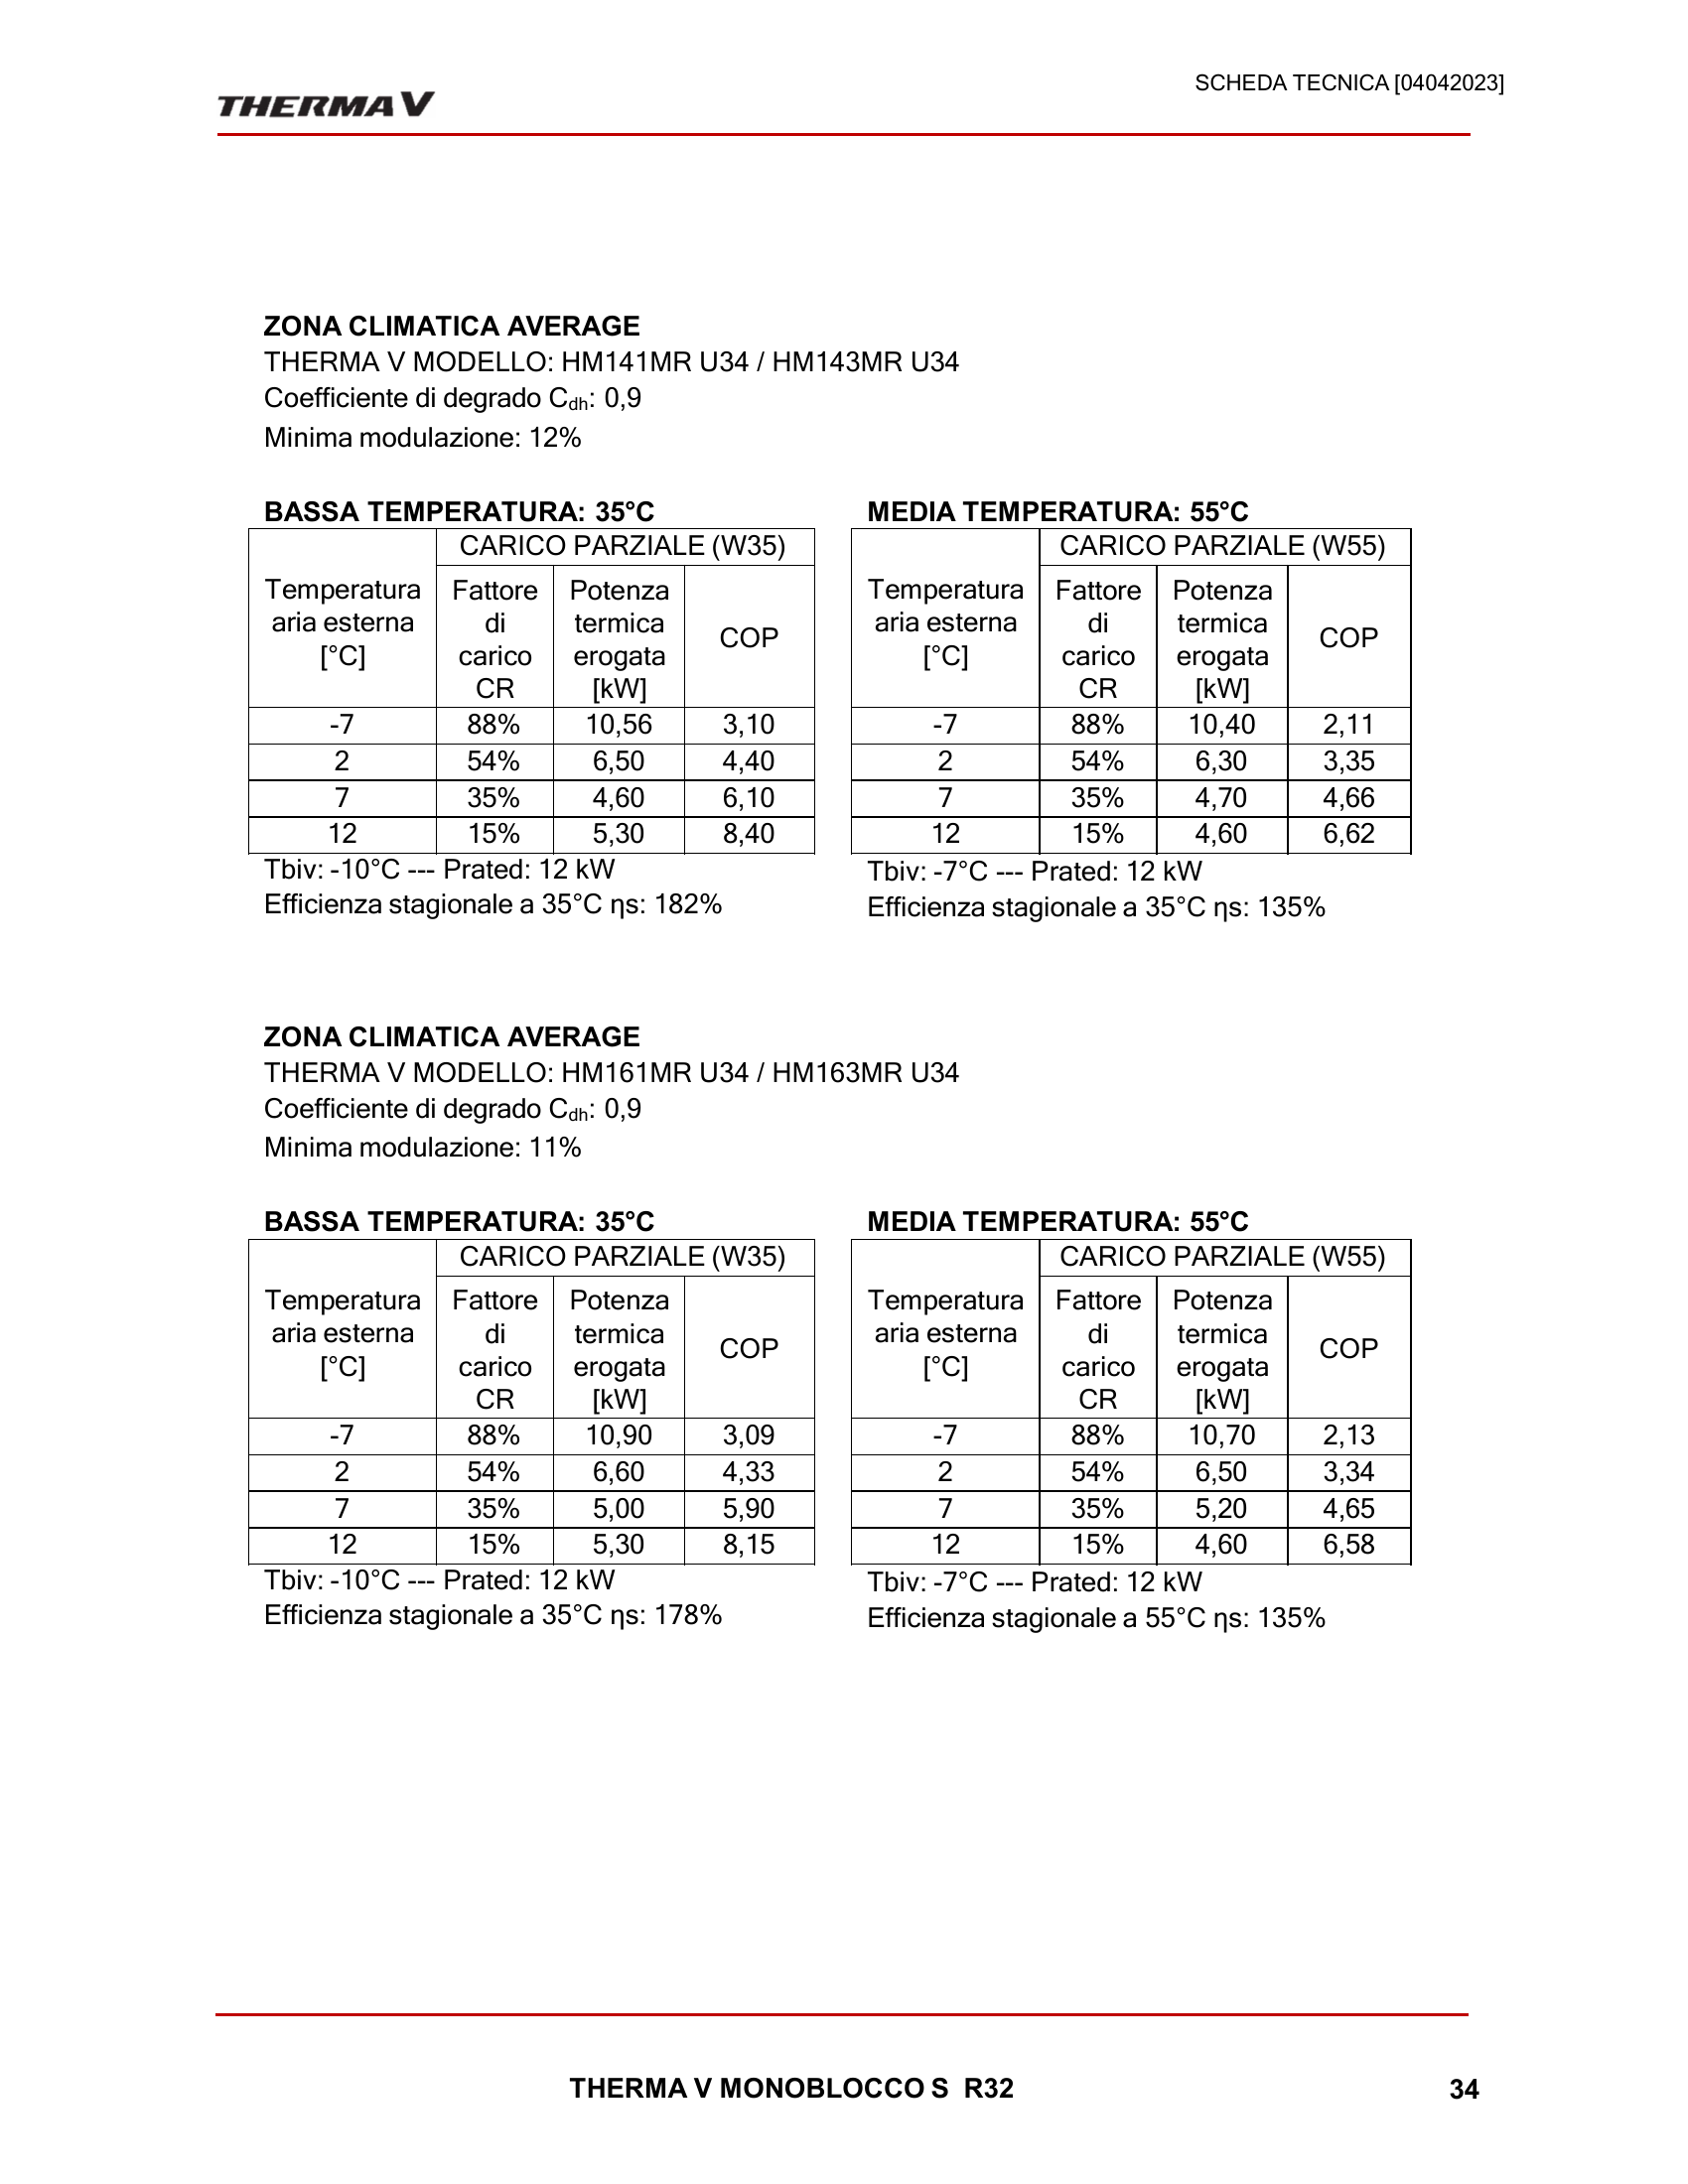 SCHEDA TECNICA [04042023]
THERMA V
ZONA CLIMATICA AVERAGE
THERMA V MODELLO: HM141MR U34 / HM143MR U34
Coefficiente di degrado Cdh: 0,9
Minima modulazione: 12%
BASSA TEMPERATURA: 35°C
CARICO PARZIALE (W35)
Temperatura aria esterna [°C] Fattore di carico CR Potenza termica erogata [kW] COP
-7 88% 10,56 3,10
2 54% 6,50 4,40
7 35% 4,60 6,10
12 15% 5,30 8,40
Tbiv: -10°C --- Prated: 12 kW
Efficienza stagionale a 35°C ηs: 182%
MEDIA TEMPERATURA: 55°C
CARICO PARZIALE (W55)
Temperatura aria esterna [°C] Fattore di carico CR Potenza termica erogata [kW] COP
-7 88% 10,40 2,11
2 54% 6,30 3,35
7 35% 4,70 4,66
12 15% 4,60 6,62
Tbiv: -7°C --- Prated: 12 kW
Efficienza stagionale a 35°C ηs: 135%
ZONA CLIMATICA AVERAGE
THERMA V MODELLO: HM161MR U34 / HM163MR U34
Coefficiente di degrado Cdh: 0,9
Minima modulazione: 11%
BASSA TEMPERATURA: 35°C
CARICO PARZIALE (W35)
Temperatura aria esterna [°C] Fattore di carico CR Potenza termica erogata [kW] COP
-7 88% 10,90 3,09
2 54% 6,60 4,33
7 35% 5,00 5,90
12 15% 5,30 8,15
Tbiv: -10°C --- Prated: 12 kW
Efficienza stagionale a 35°C ηs: 178%
MEDIA TEMPERATURA: 55°C
CARICO PARZIALE (W55)
Temperatura aria esterna [°C] Fattore di carico CR Potenza termica erogata [kW] COP
-7 88% 10,70 2,13
2 54% 6,50 3,34
7 35% 5,20 4,65
12 15% 4,60 6,58
Tbiv: -7°C --- Prated: 12 kW
Efficienza stagionale a 55°C ηs: 135%
THERMA V MONOBLOCCO S R32
34